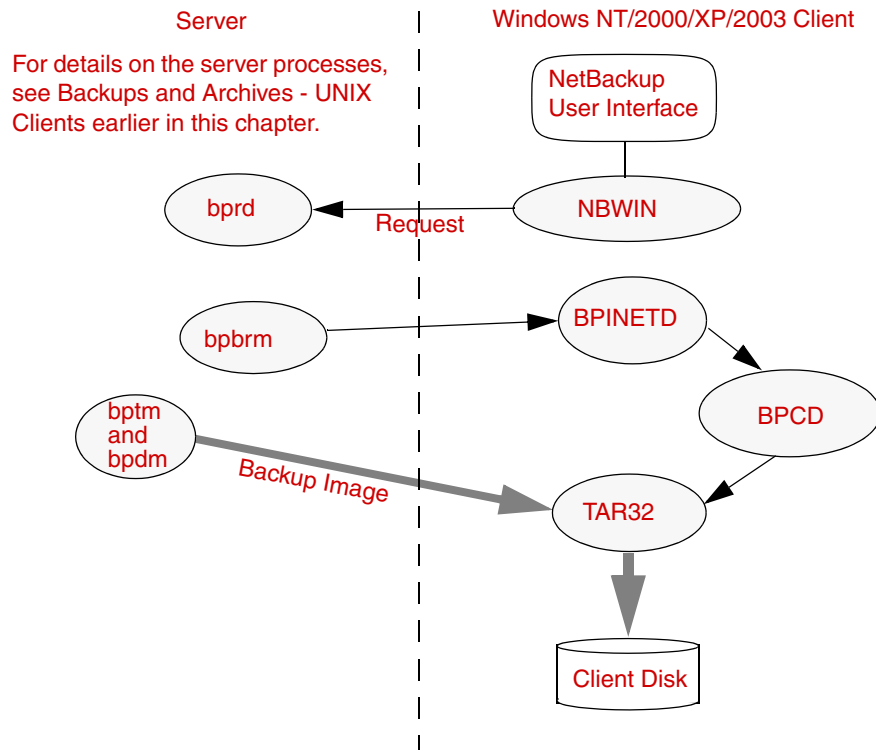 Server
Windows NT/2000/XP/2003 Client
For details on the server processes,
see Backups and Archives - UNIX
Clients earlier in this chapter.
NetBackup
User Interface
bprd
Request
NBWIN
bpbrm
BPINETD
BPCD
bptm
and
bpdm
Backup Image
TAR32
Client Disk